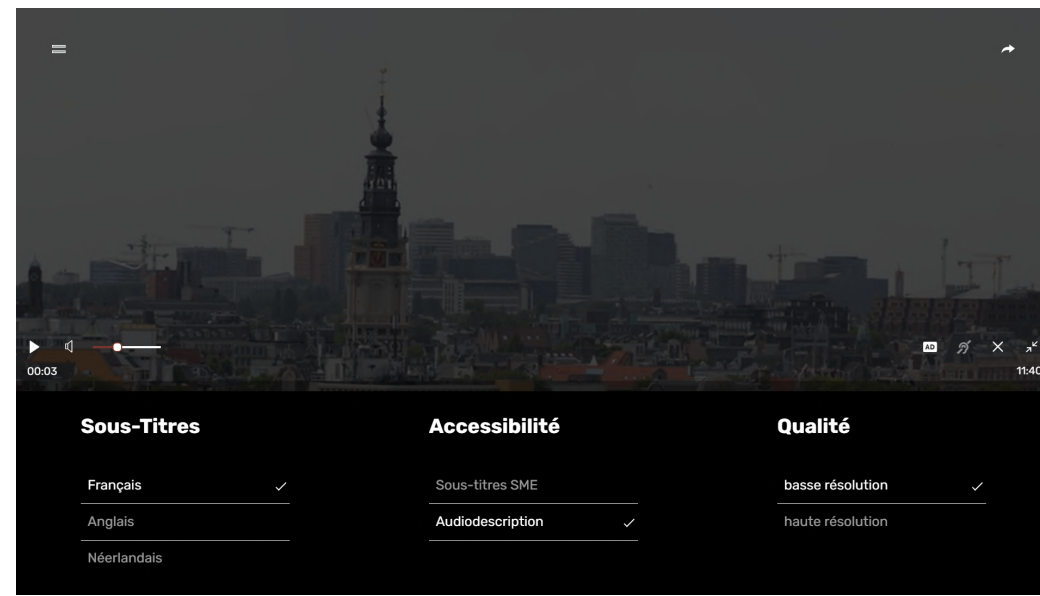 AD
00:03
11:40
Sous-Titres
Accessibilité
Qualité
Français
Sous-titres SME
basse résolution
Anglais
Audiodescription
haute résolution
Néerlandais